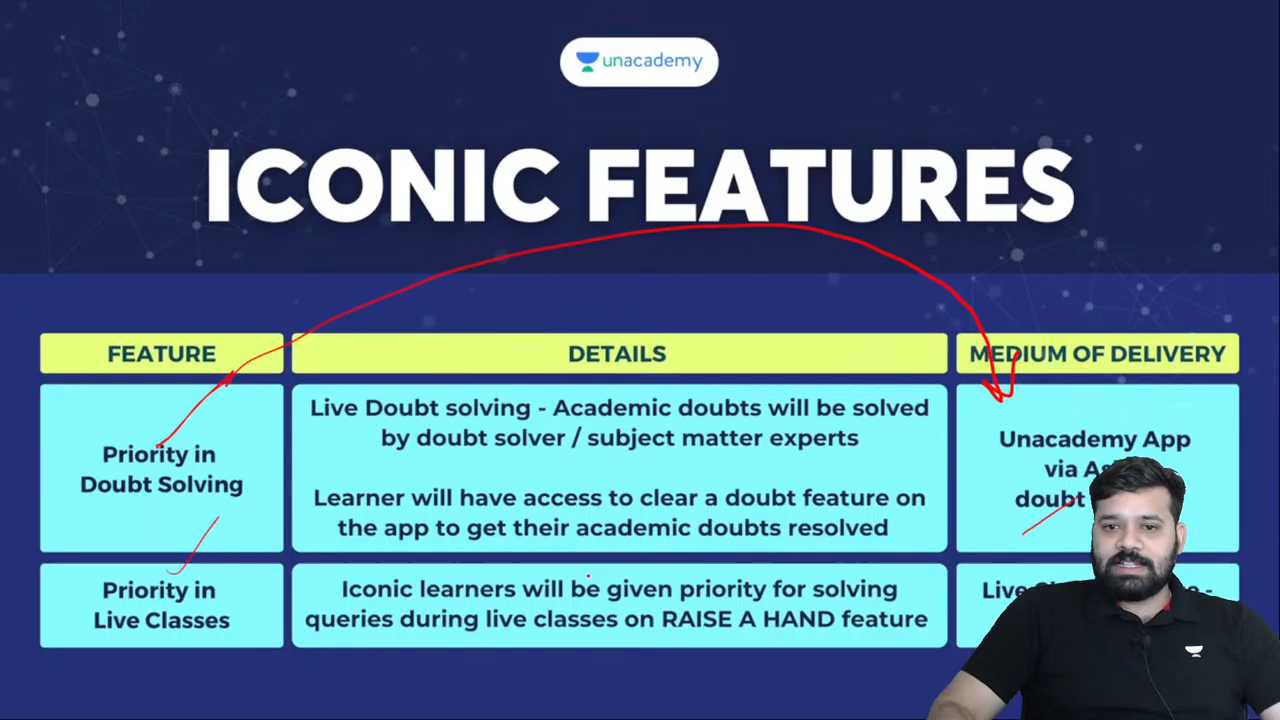 unacademy
ICONIC FEATURES
FEATURE
DETAILS
MEDIUM OF DELIVERY
Priority in
Doubt Solving
Live Doubt solving - Academic doubts will be solved
by doubt solver / subject matter experts
Learner will have access to clear a doubt feature on
the app to get their academic doubts resolved
Unacademy App
via
doubt
Priority in
Live Classes
Iconic learners will be given priority for solving
queries during live classes on RAISE A HAND feature